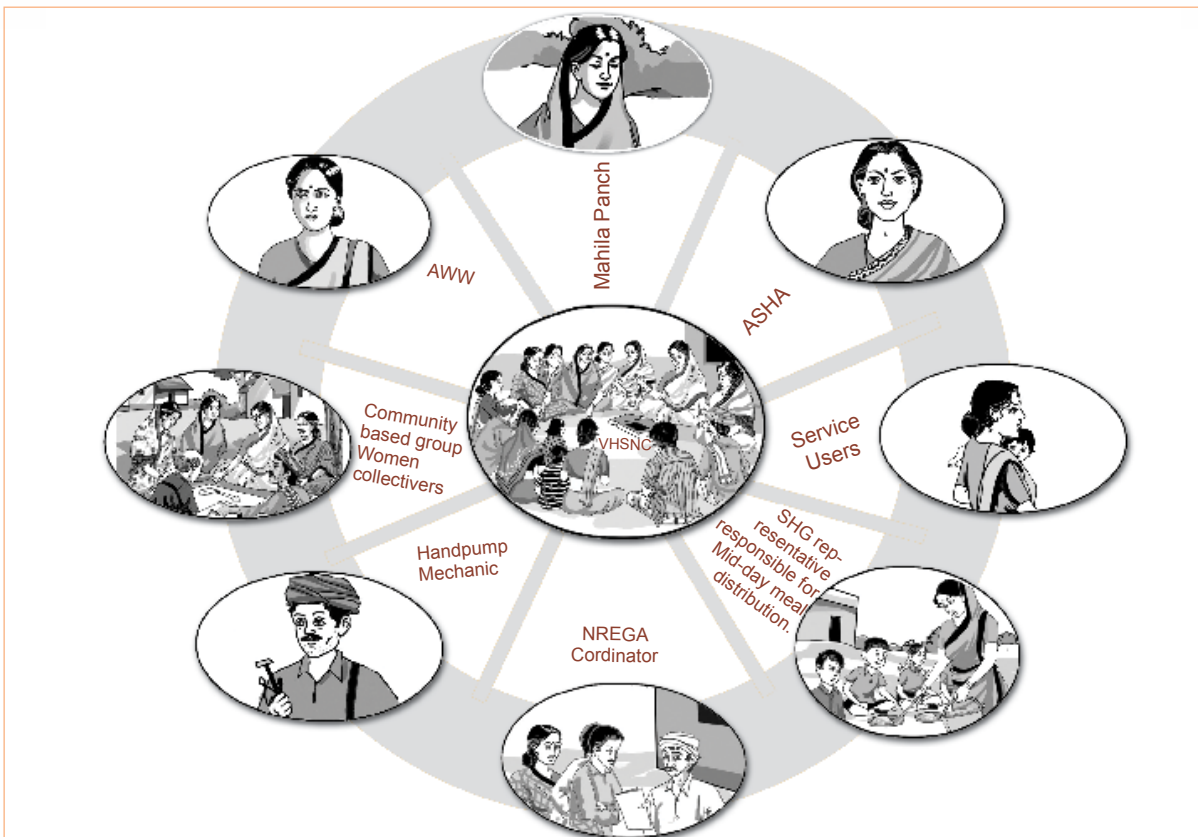 Mahila Panch
ASHA
Service
Users
SHG rep-
resentative
responsible for
Mid-day meal
distribution.
NREGA
Cordinator
Handpump
Mechanic
Community
based group
Women
collectivers
AWW
VHSNC